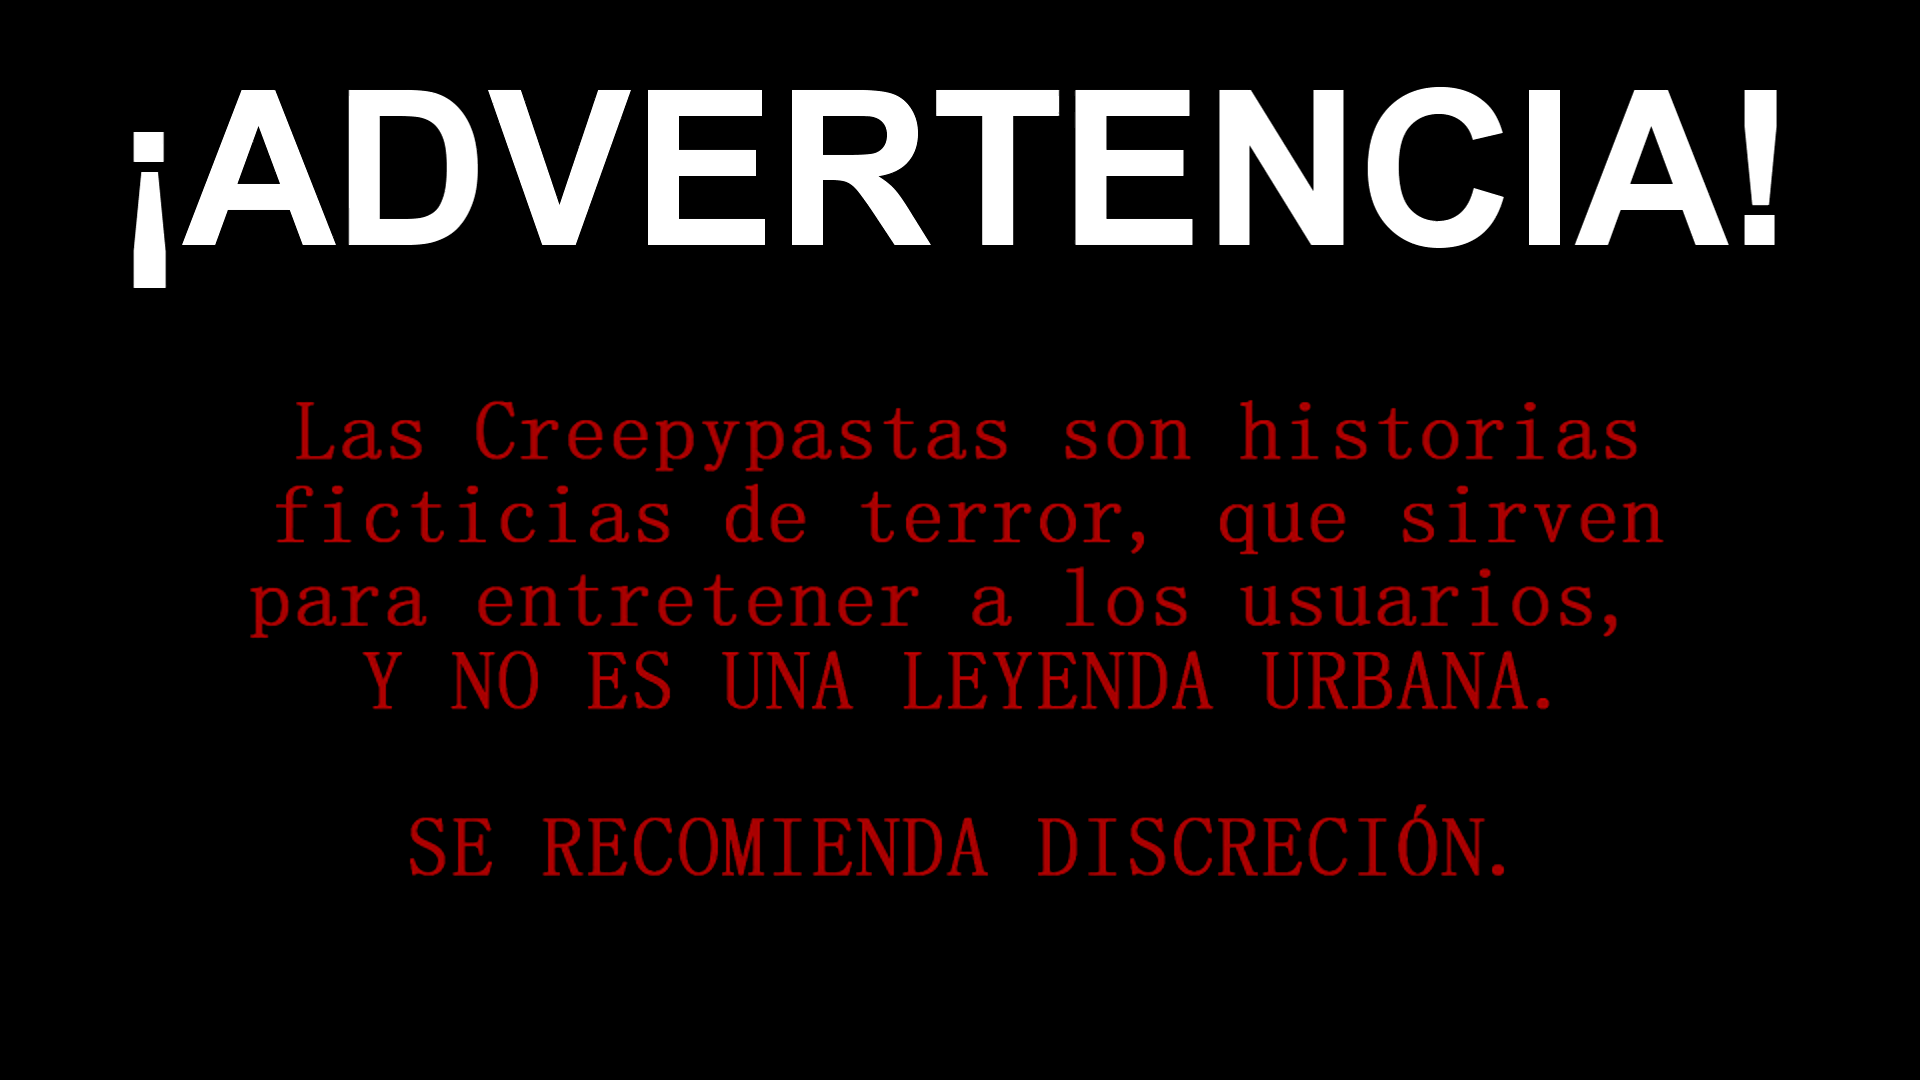 ¡ADVERTENCIA!
Las Creepypastas son historias
ficticias de terror, que sirven
para entretener a los usuarios,
Y NO ES UNA LEYENDA URBANA.
SE RECOMIENDA DISCRECIÓN.